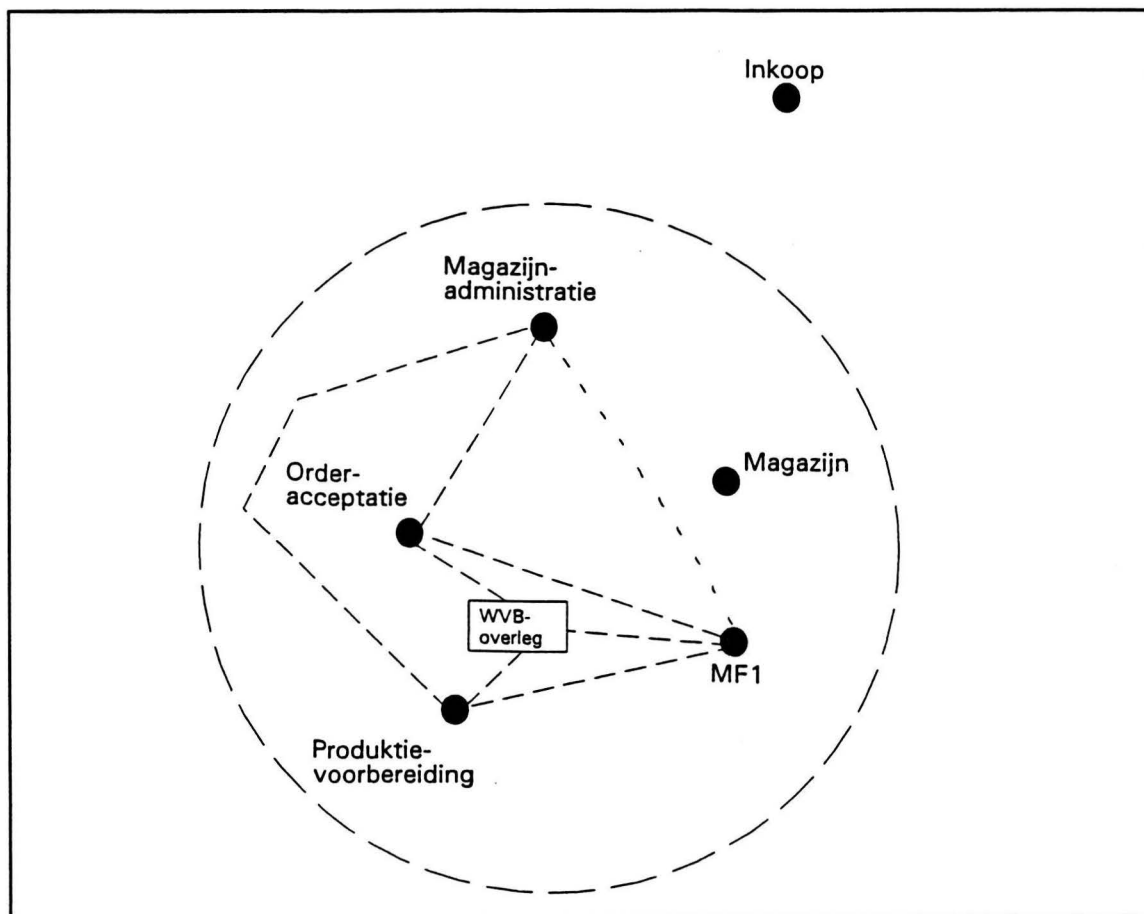 Inkoop
Magazijn-
administratie
Magazijn
Order-
acceptatie
WVB-
overleg
MF1
Produktie-
voorbereiding